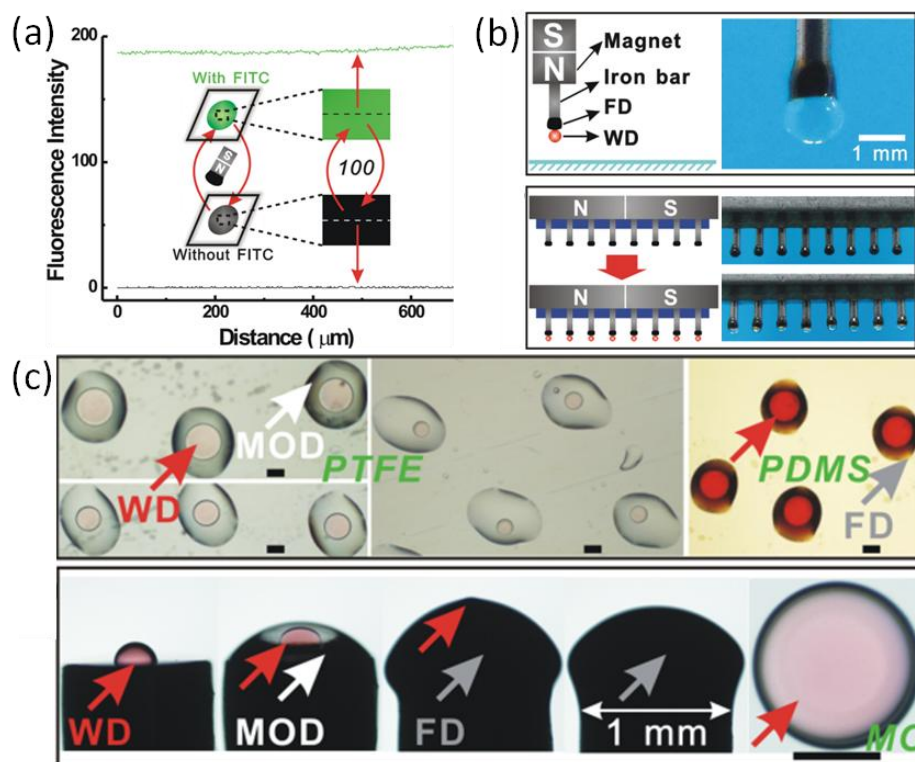 (a)
200
100
0
Fluorescence Intensity
With FITC
S
N
100
Without FITC
0
200
400
600
Distance ( μm)
(b)
S
N
Magnet
Iron bar
FD
WD
1 mm
N S
N S
(c)
MOD
WD
PTFE
PDMS
FD
WD
MOD
FD
1 mm